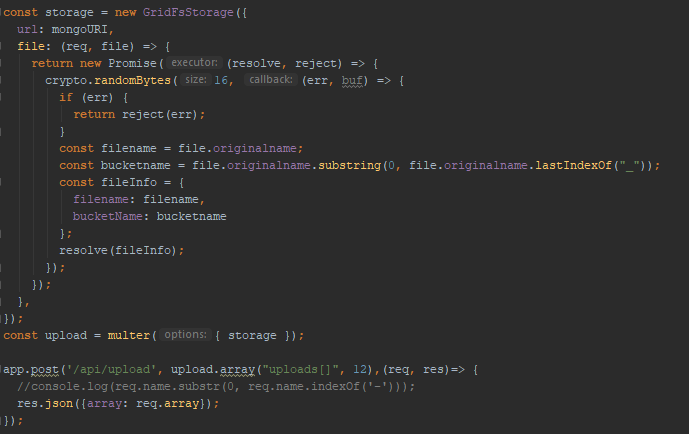 const storage = new GridFsStorage({
  url: mongoURI,
  file: (req, file) => {
    return new Promise( executor: (resolve, reject) => {
      crypto.randomBytes( size: 16, callback: (err, buf) => {
        if (err) {
          return reject(err);
        }
        const filename = file.originalname;
        const bucketname = file.originalname.substring(0, file.originalname.lastIndexOf("_"));
        const fileInfo = {
          filename: filename,
          bucketName: bucketname
        };
        resolve(fileInfo);
      });
    });
  },
});
const upload = multer( options: { storage });

app.post('/api/upload', upload.array("uploads[]", 12),(req, res)=> {
  //console.log(req.name.substr(0, req.name.indexOf('-')));
  res.json({array: req.array});
});